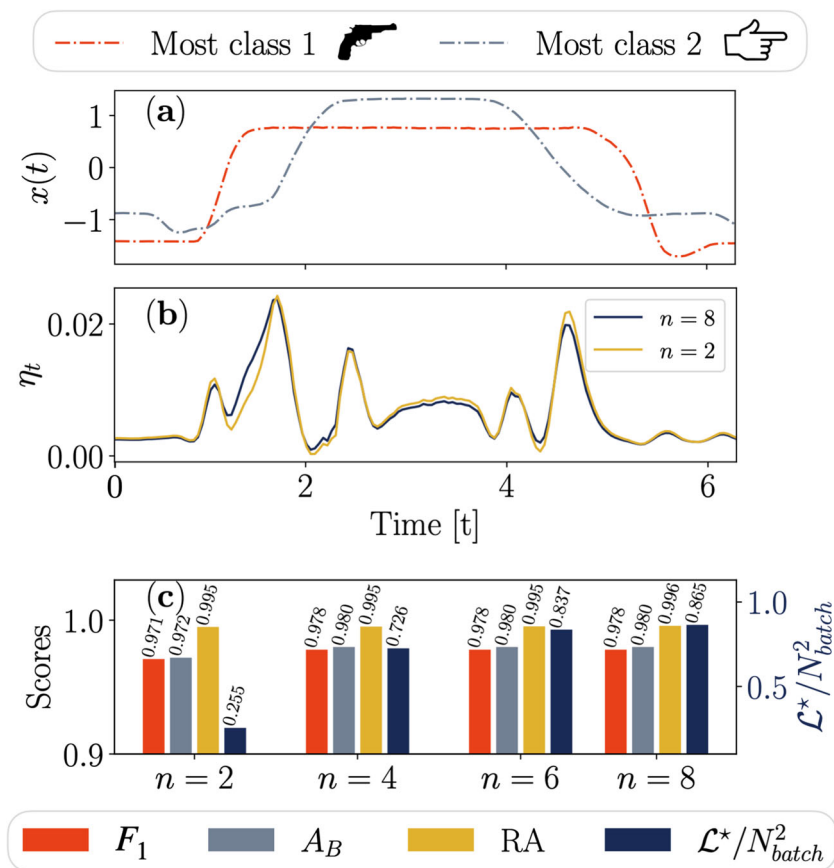 Most class 1 Most class 2
(a)
x(t)
1
0
−1
(b)
η_t
0.02
0.00
n = 8
n = 2
0 2 4 6
Time [t]
(c)
Scores
1.0
0.9
0.971 0.972 0.995 0.255
0.978 0.980 0.995 0.726
0.978 0.980 0.995 0.837
0.978 0.980 0.996 0.865
1.0
0.5
ℒ*/N²_batch
n = 2 n = 4 n = 6 n = 8
F₁ A_B RA ℒ*/N²_batch